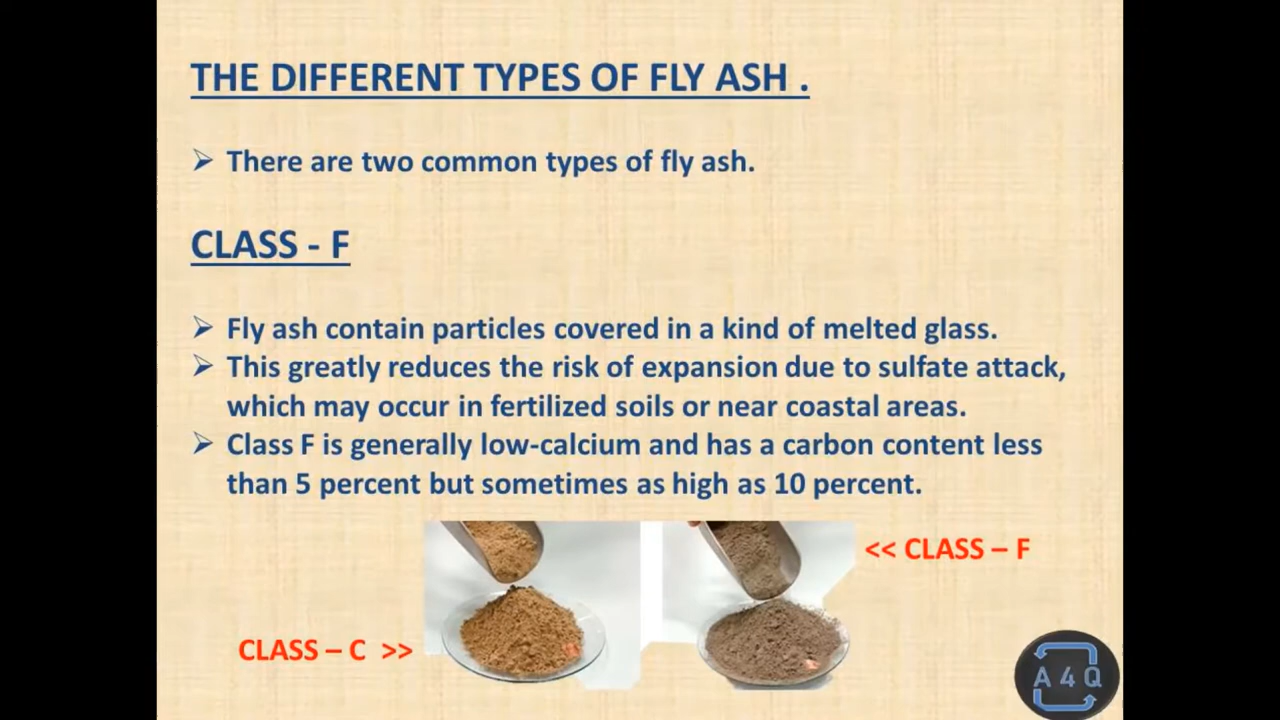 THE DIFFERENT TYPES OF FLY ASH .
➢ There are two common types of fly ash.
CLASS - F
➢ Fly ash contain particles covered in a kind of melted glass.
➢ This greatly reduces the risk of expansion due to sulfate attack,
which may occur in fertilized soils or near coastal areas.
➢ Class F is generally low-calcium and has a carbon content less
than 5 percent but sometimes as high as 10 percent.
<< CLASS – F
CLASS – C >>
A 4 Q